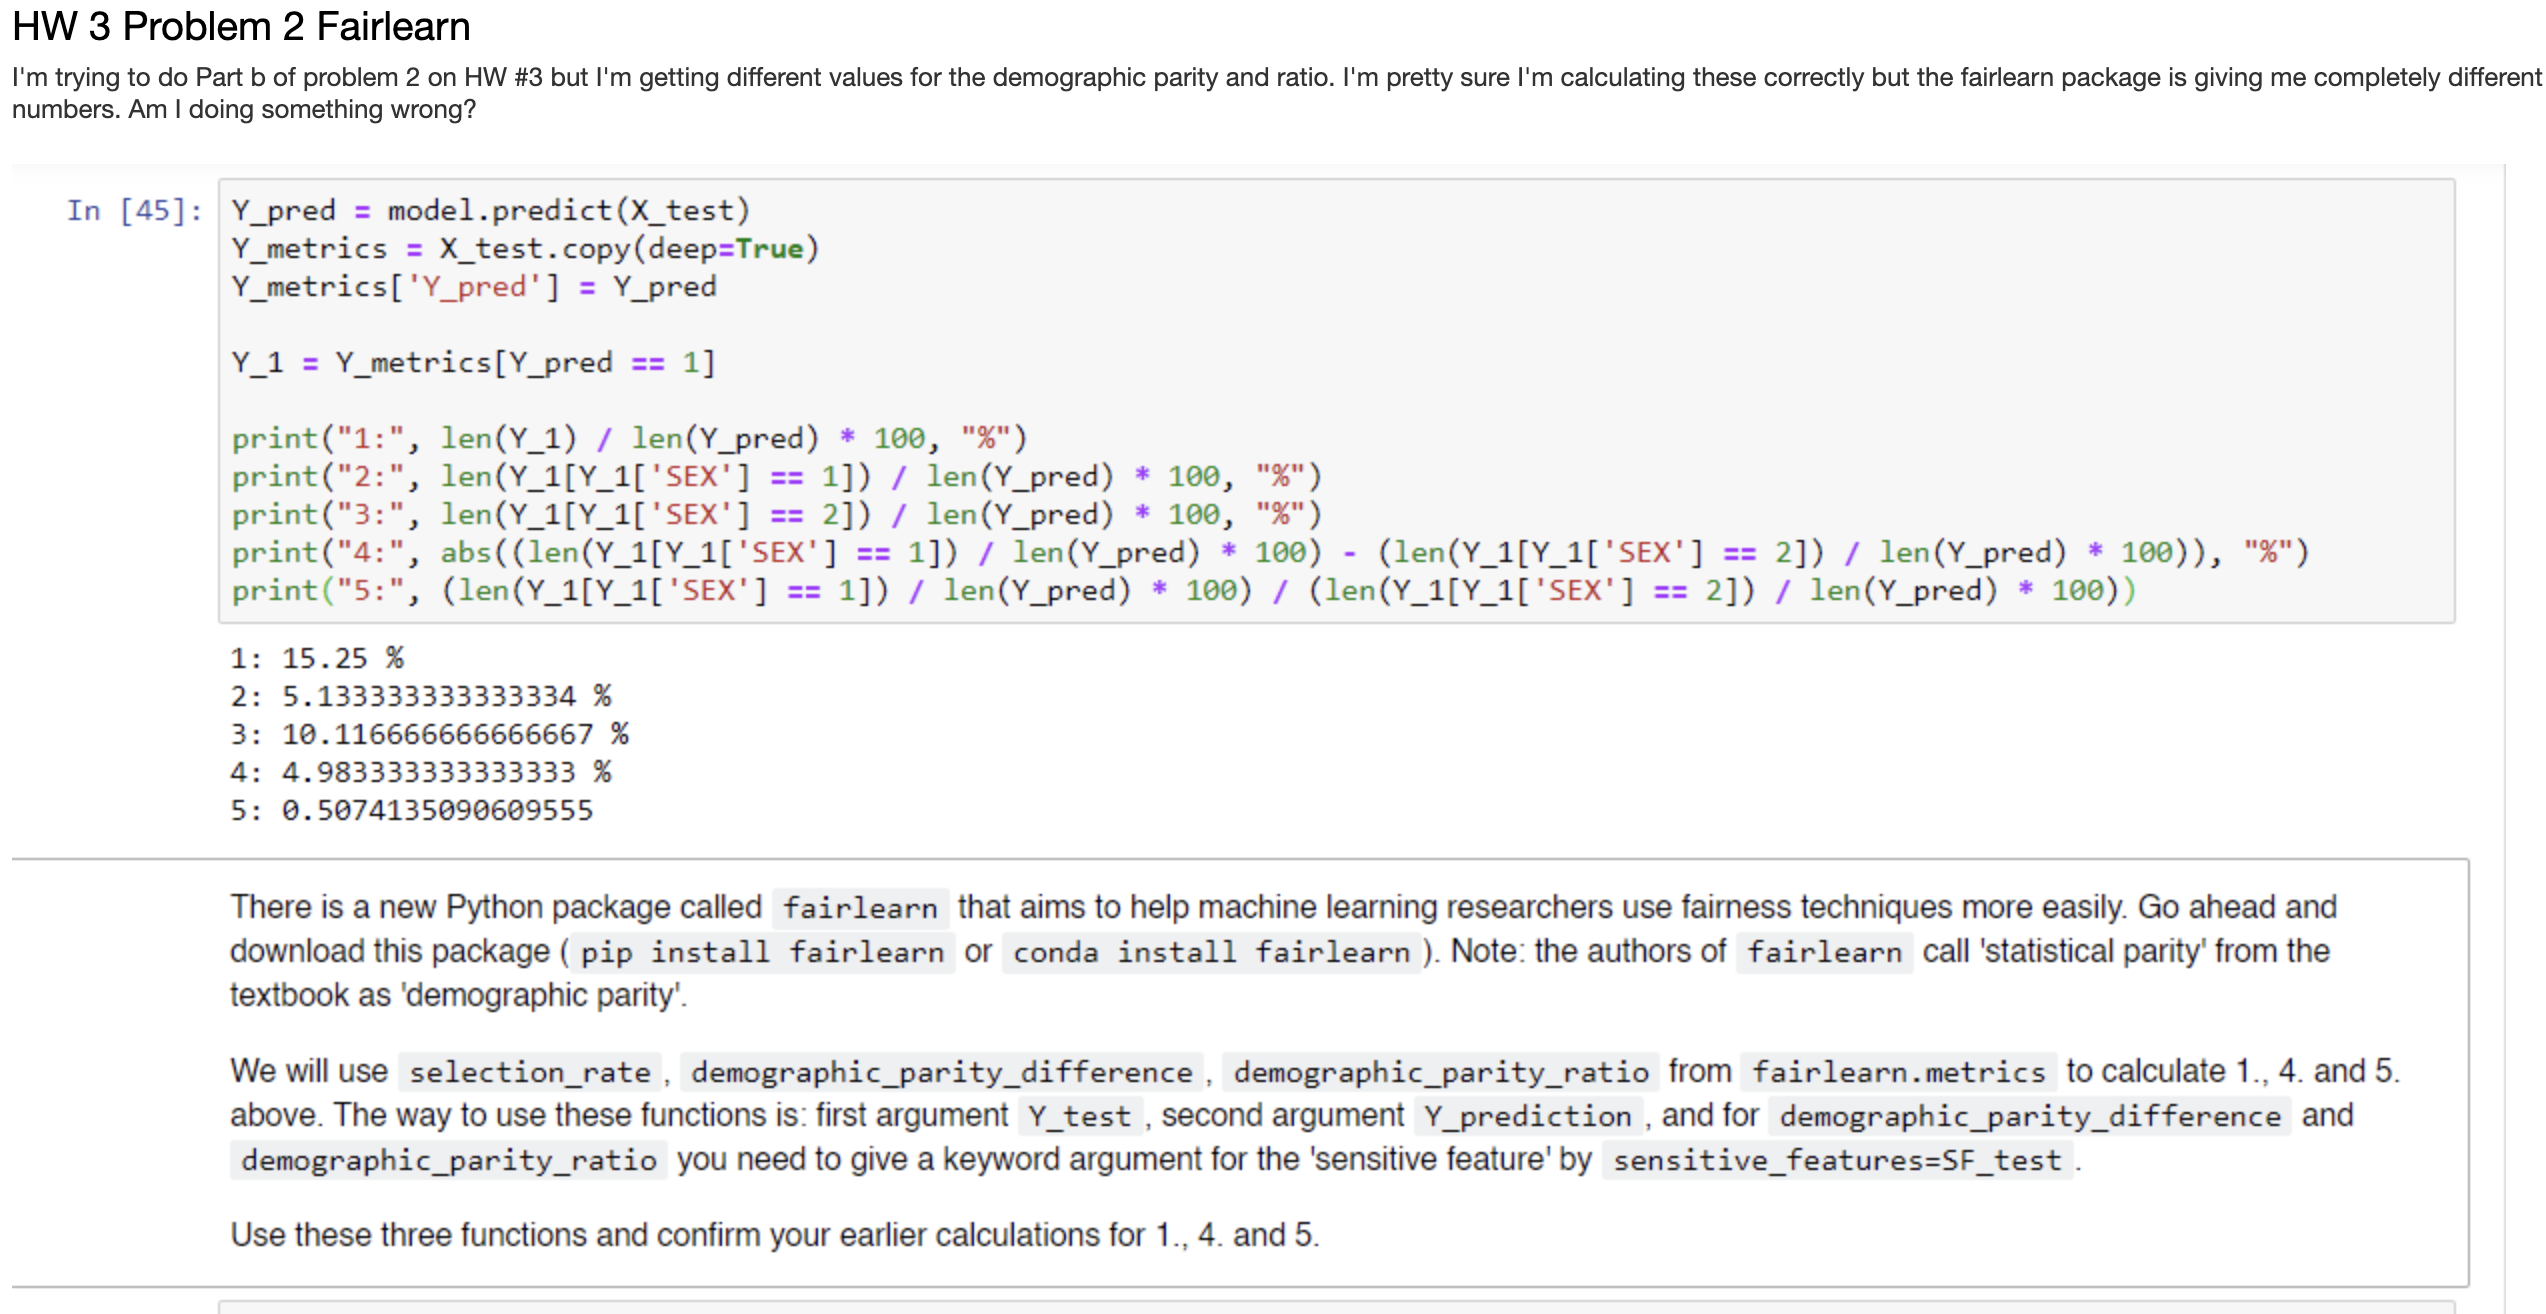 HW 3 Problem 2 Fairlearn
I'm trying to do Part b of problem 2 on HW #3 but I'm getting different values for the demographic parity and ratio. I'm pretty sure I'm calculating these correctly but the fairlearn package is giving me completely different
numbers. Am I doing something wrong?
In [45]: Y_pred = model.predict(X_test)
Y_metrics = X_test.copy(deep=True)
Y_metrics['Y_pred'] = Y_pred
Y_1 = Y_metrics[Y_pred == 1]
print("1:", len(Y_1) / len(Y_pred) * 100, "%")
print("2:", len(Y_1[Y_1['SEX'] == 1]) / len(Y_pred) * 100, "%")
print("3:", len(Y_1[Y_1['SEX'] == 2]) / len(Y_pred) * 100, "%")
print("4:", abs((len(Y_1[Y_1['SEX'] == 1]) / len(Y_pred) * 100) - (len(Y_1[Y_1['SEX'] == 2]) / len(Y_pred) * 100)), "%")
print("5:", (len(Y_1[Y_1['SEX'] == 1]) / len(Y_pred) * 100) / (len(Y_1[Y_1['SEX'] == 2]) / len(Y_pred) * 100))
1: 15.25 %
2: 5.133333333333334 %
3: 10.116666666666667 %
4: 4.983333333333333 %
5: 0.5074135090609555
There is a new Python package called fairlearn that aims to help machine learning researchers use fairness techniques more easily. Go ahead and
download this package ( pip install fairlearn or conda install fairlearn ). Note: the authors of fairlearn call 'statistical parity' from the
textbook as 'demographic parity'.
We will use selection_rate , demographic_parity_difference , demographic_parity_ratio from fairlearn.metrics to calculate 1., 4. and 5.
above. The way to use these functions is: first argument Y_test , second argument Y_prediction , and for demographic_parity_difference and
demographic_parity_ratio you need to give a keyword argument for the 'sensitive feature' by sensitive_features=SF_test .
Use these three functions and confirm your earlier calculations for 1., 4. and 5.